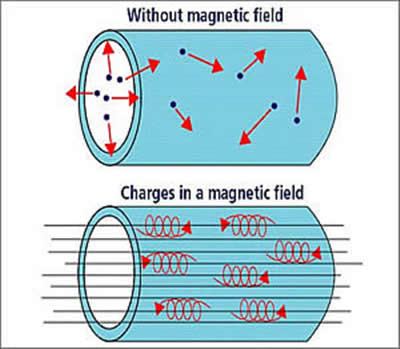 Without magnetic field
Charges in a magnetic field